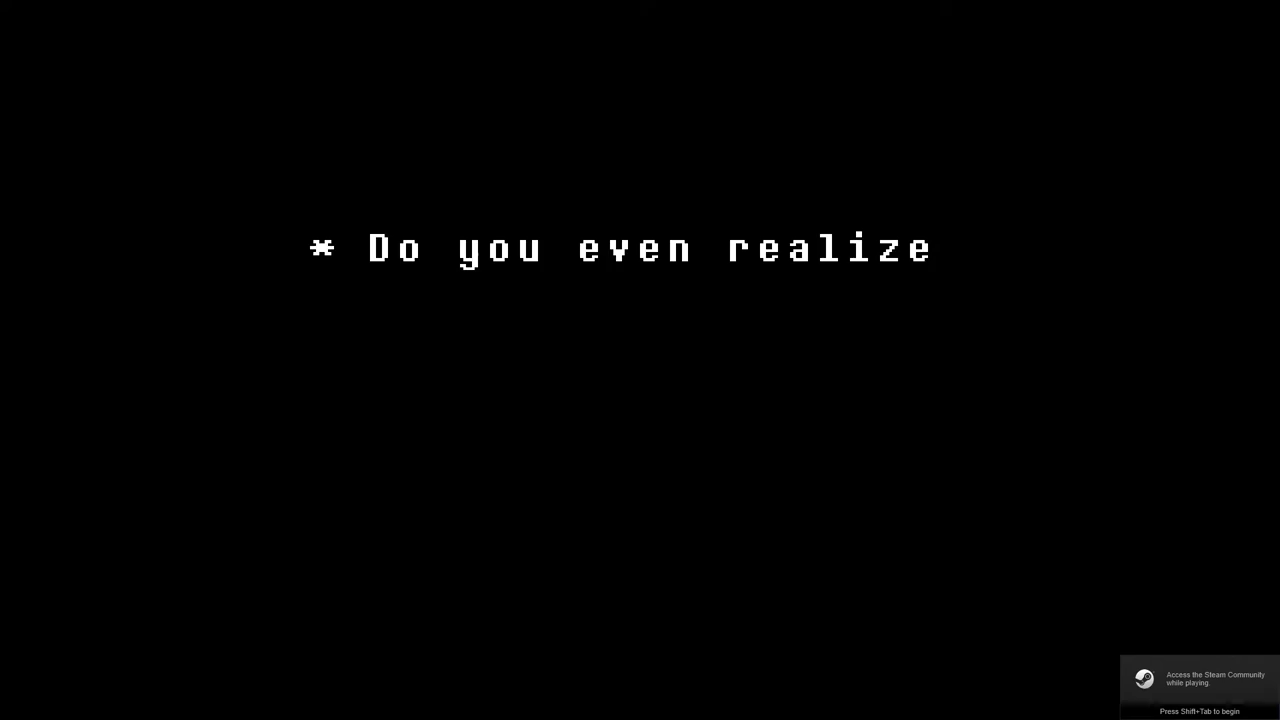 * Do you even realize
Access the Steam Community
while playing.
Press Shift+Tab to begin